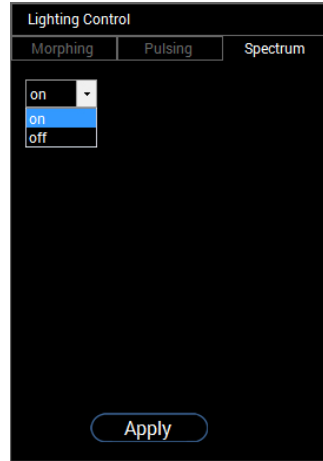 Lighting Control
Morphing Pulsing Spectrum
on
on
off
Apply